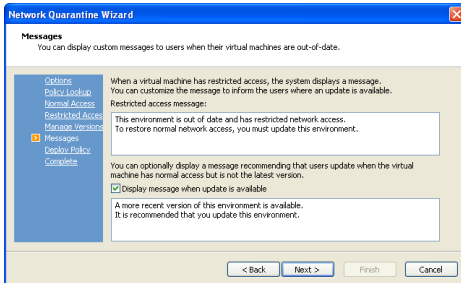 Network Quarantine Wizard
Messages
You can display custom messages to users when their virtual machines are out-of-date.
Options
Policy Lookup
Normal Access
Restricted Acces
Manage Versions
Messages
Deploy Policy
Complete
When a virtual machine has restricted access, the system displays a message.
You can customize the message to inform the users where an update is available.
Restricted access message:
This environment is out of date and has restricted network access.
To restore normal network access, you must update this environment.
You can optionally display a message recommending that users update when the virtual
machine has normal access but is not the latest version.
Display message when update is available
A more recent version of this environment is available.
It is recommended that you update this environment.
< Back
Next >
Finish
Cancel